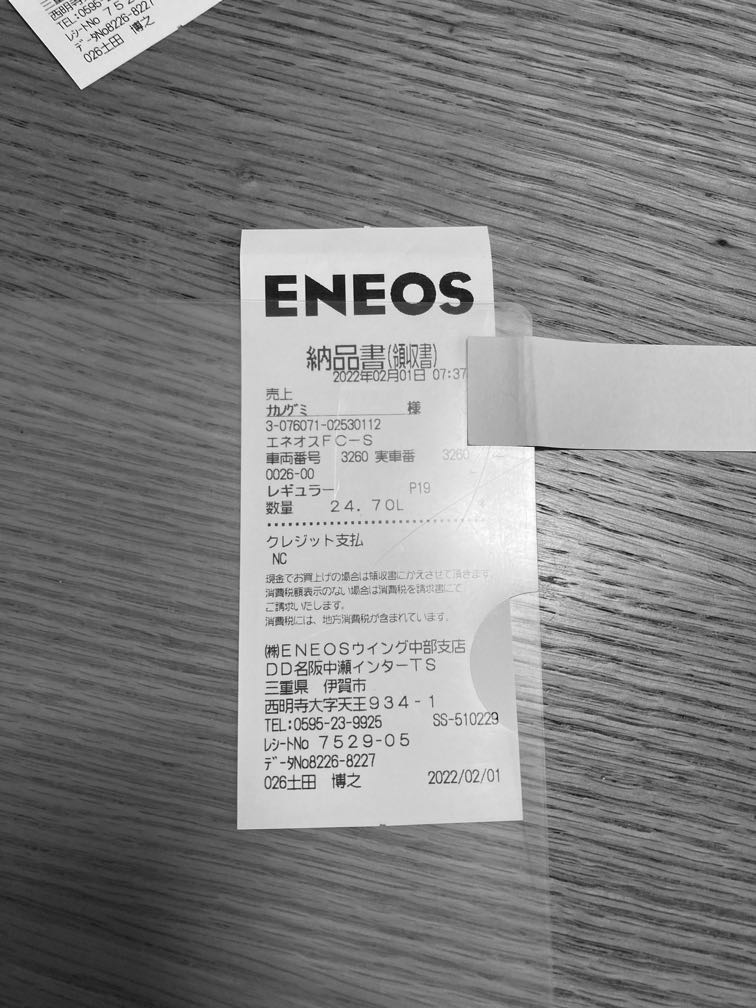 西明寺大字天
TEL:0595-2
レシートNo 752
データNo8226-8227
026土田 博之
ENEOS
納品書(領収書)
2022年02月01日 07:37
売上
ナカノグミ 様
3-076071-02530112
エネオスFC-S
車両番号 3260 実車番 3260
0026-00
レギュラー P19
数量 24.70L
クレジット支払
NC
現金でお買上げの場合は領収書にかえさせて頂きます
消費税額表示のない場合は消費税を請求書にて
ご請求いたします。
消費税には、地方消費税が含まれています。
㈱ENEOSウイング中部支店
DD名阪中瀬インターTS
三重県 伊賀市
西明寺大字天王934-1
TEL:0595-23-9925 SS-510229
レシートNo 7529-05
データNo8226-8227
026土田 博之 2022/02/01